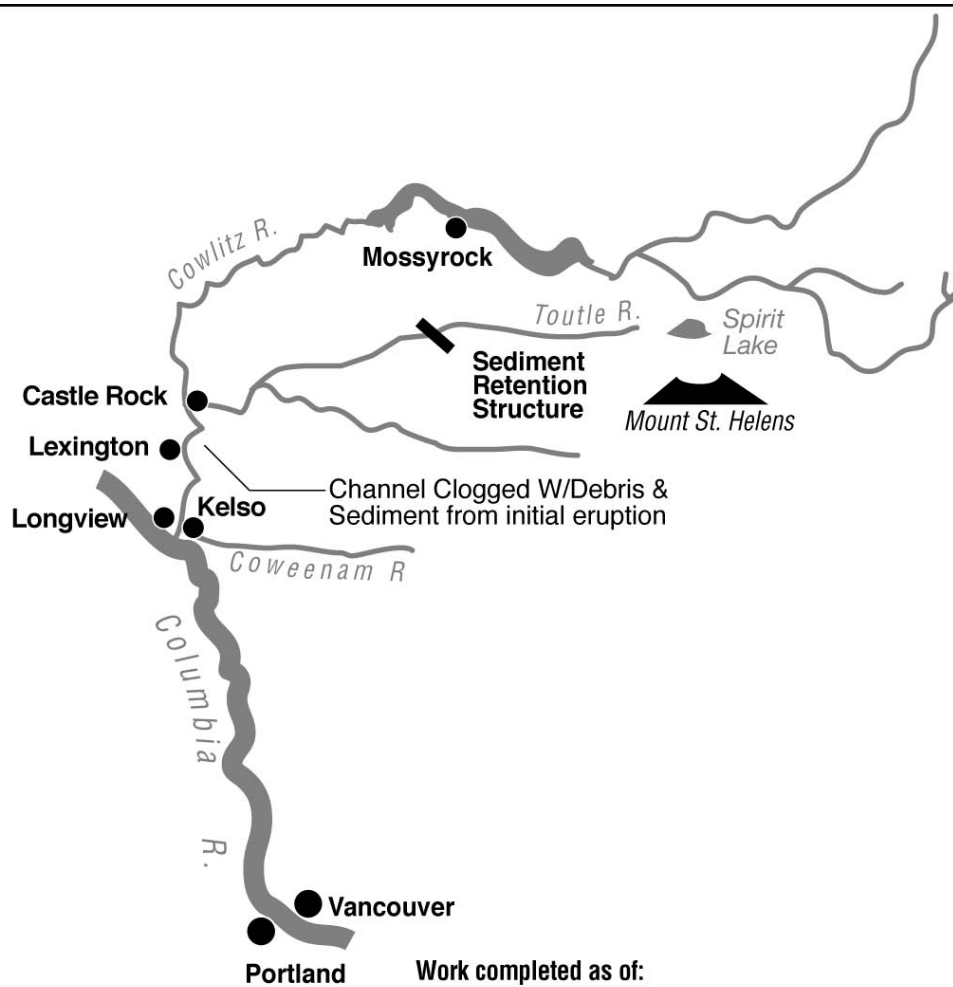 Cowlitz R.
Mossyrock
Toutle R.
Spirit
Lake
Sediment
Retention
Structure
Mount St. Helens
Castle Rock
Lexington
Channel Clogged W/Debris &
Sediment from initial eruption
Longview
Kelso
Coweenam R
Columbia R.
Vancouver
Portland
Work completed as of: